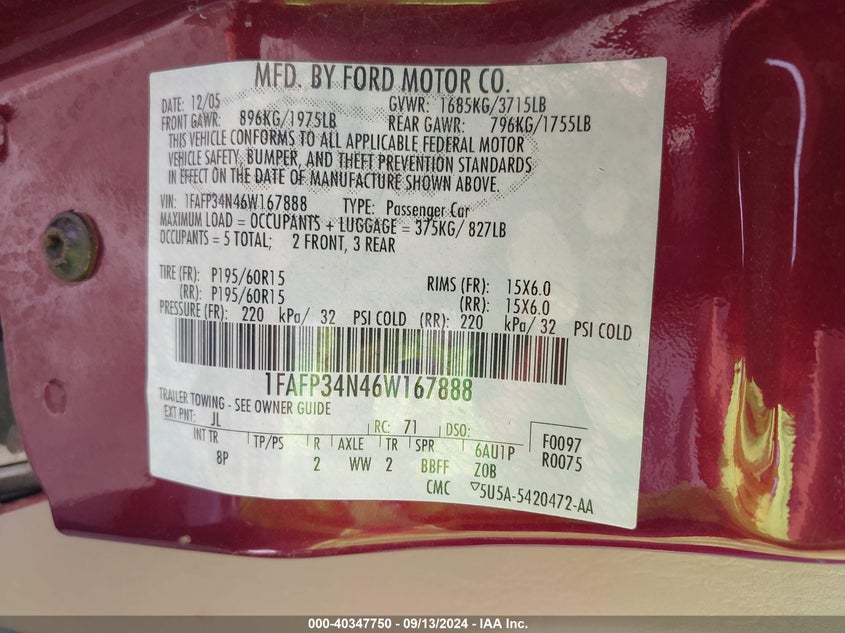 MFD. BY FORD MOTOR CO.
DATE: 12/05 GVWR: 1685KG/3715LB
FRONT GAWR: 896KG/1975LB REAR GAWR: 796KG/1755LB
THIS VEHICLE CONFORMS TO ALL APPLICABLE FEDERAL MOTOR
VEHICLE SAFETY, BUMPER, AND THEFT PREVENTION STANDARDS
IN EFFECT ON THE DATE OF MANUFACTURE SHOWN ABOVE.
VIN: 1FAFP34N46W167888 TYPE: Passenger Car
MAXIMUM LOAD = OCCUPANTS + LUGGAGE = 375KG/ 827LB
OCCUPANTS = 5 TOTAL; 2 FRONT, 3 REAR
TIRE (FR): P195/60R15 RIMS (FR): 15X6.0
(RR): P195/60R15 (RR): 15X6.0
PRESSURE (FR): 220 kPa/ 32 PSI COLD (RR): 220 kPa/ 32 PSI COLD
1FAFP34N46W167888
TRAILER TOWING - SEE OWNER GUIDE
EXT PNT: JL RC: 71 DSO: F0097
INT TR TP/PS R AXLE TR SPR 6AU1P R0075
8P 2 WW 2 BBFF Z0B
CMC ▽5U5A-5420472-AA
000-40347750 - 09/13/2024 - IAA Inc.